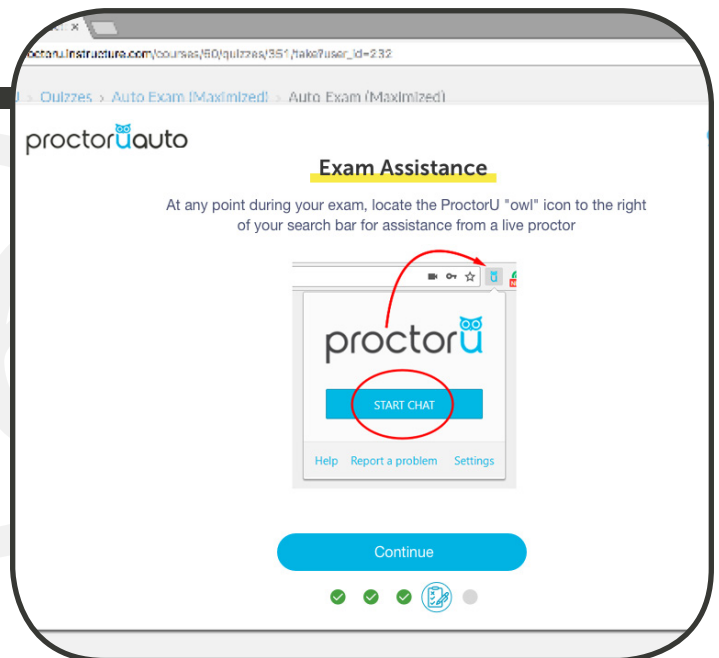 octoru.instructure.com/courses/60/quizzes/351/take?user_id=232
Quizzes > Auto Exam (Maximized) > Auto Exam (Maximized)
proctoruauto
Exam Assistance
At any point during your exam, locate the ProctorU "owl" icon to the right
of your search bar for assistance from a live proctor
proctoru
START CHAT
Help Report a problem Settings
Continue